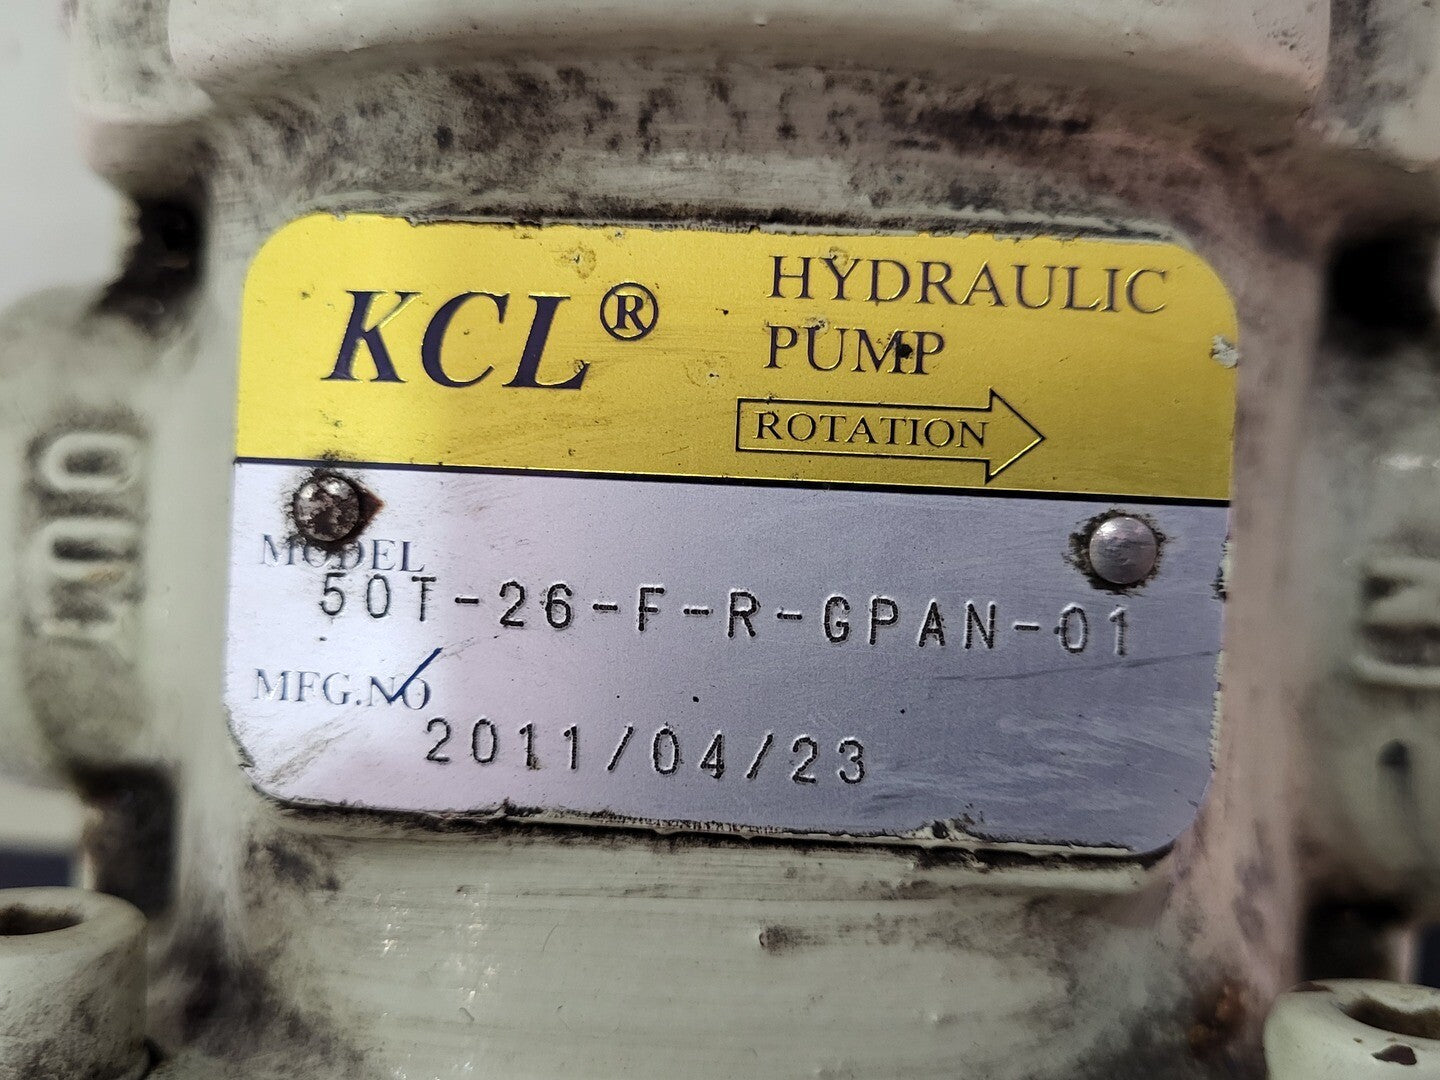 KCL®
HYDRAULIC
PUMP
ROTATION
MODEL
50T-26-F-R-GPAN-01
MFG.NO
2011/04/23